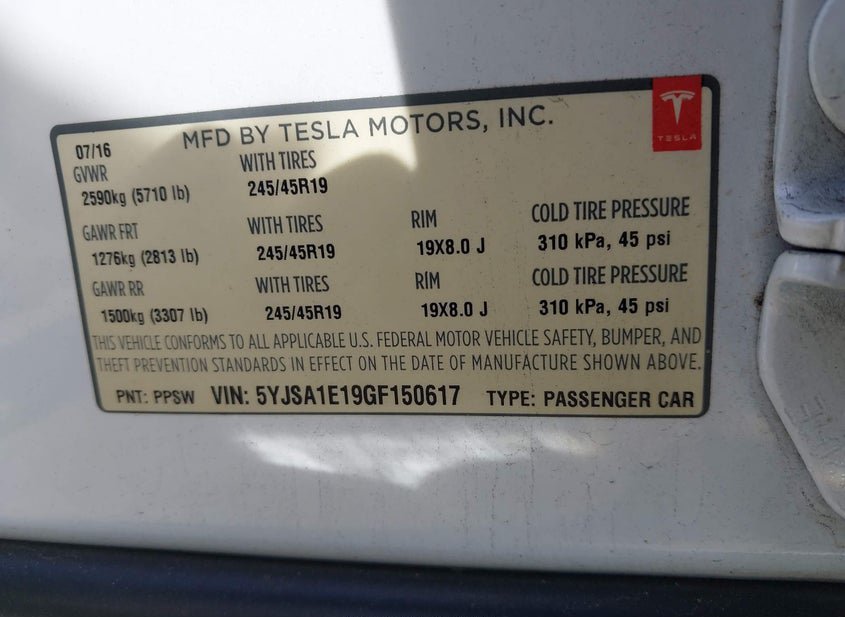 MFD BY TESLA MOTORS, INC.
TESLA
07/16
GVWR WITH TIRES
2590kg (5710 lb) 245/45R19
GAWR FRT WITH TIRES RIM COLD TIRE PRESSURE
1276kg (2813 lb) 245/45R19 19X8.0 J 310 kPa, 45 psi
GAWR RR WITH TIRES RIM COLD TIRE PRESSURE
1500kg (3307 lb) 245/45R19 19X8.0 J 310 kPa, 45 psi
THIS VEHICLE CONFORMS TO ALL APPLICABLE U.S. FEDERAL MOTOR VEHICLE SAFETY, BUMPER, AND
THEFT PREVENTION STANDARDS IN EFFECT ON THE DATE OF MANUFACTURE SHOWN ABOVE.
PNT: PPSW VIN: 5YJSA1E19GF150617 TYPE: PASSENGER CAR